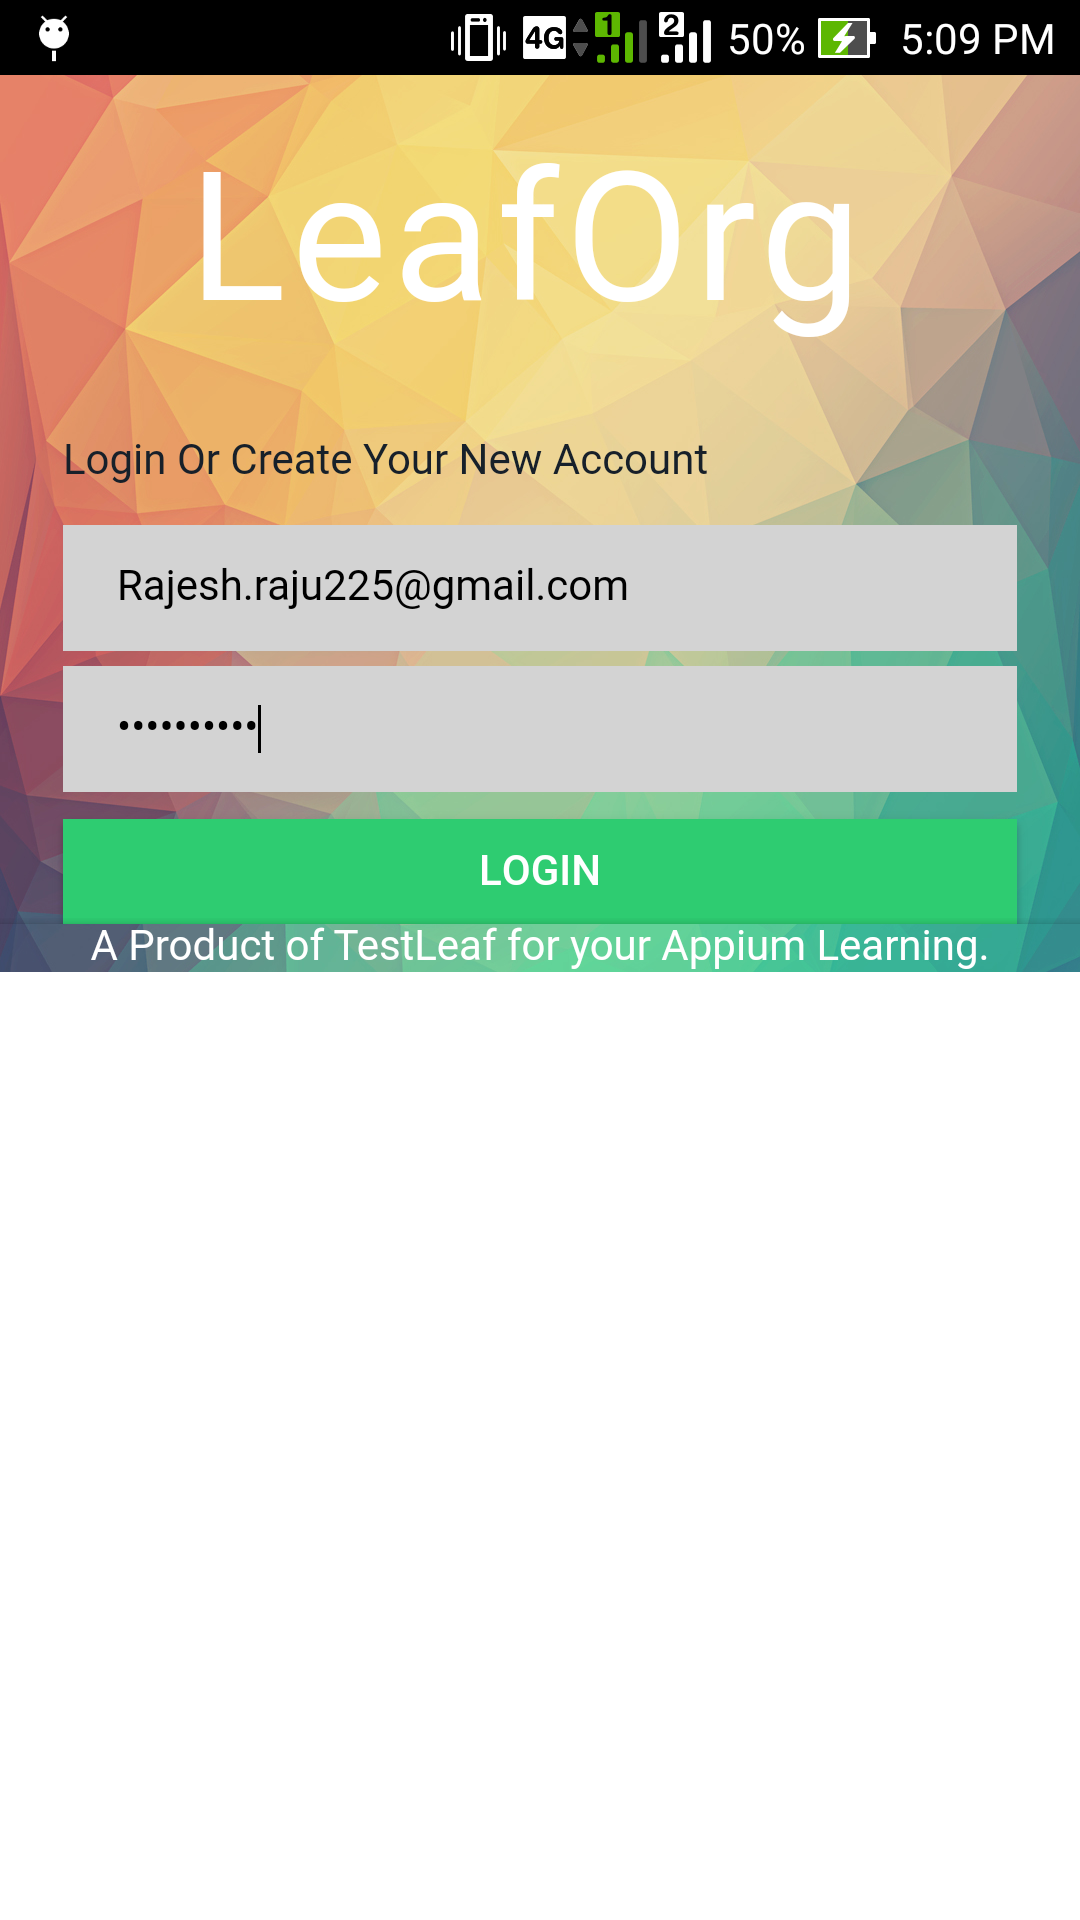 4G 1 2 50% 5:09 PM
LeafOrg
Login Or Create Your New Account
Rajesh.raju225@gmail.com
••••••••••
LOGIN
A Product of TestLeaf for your Appium Learning.